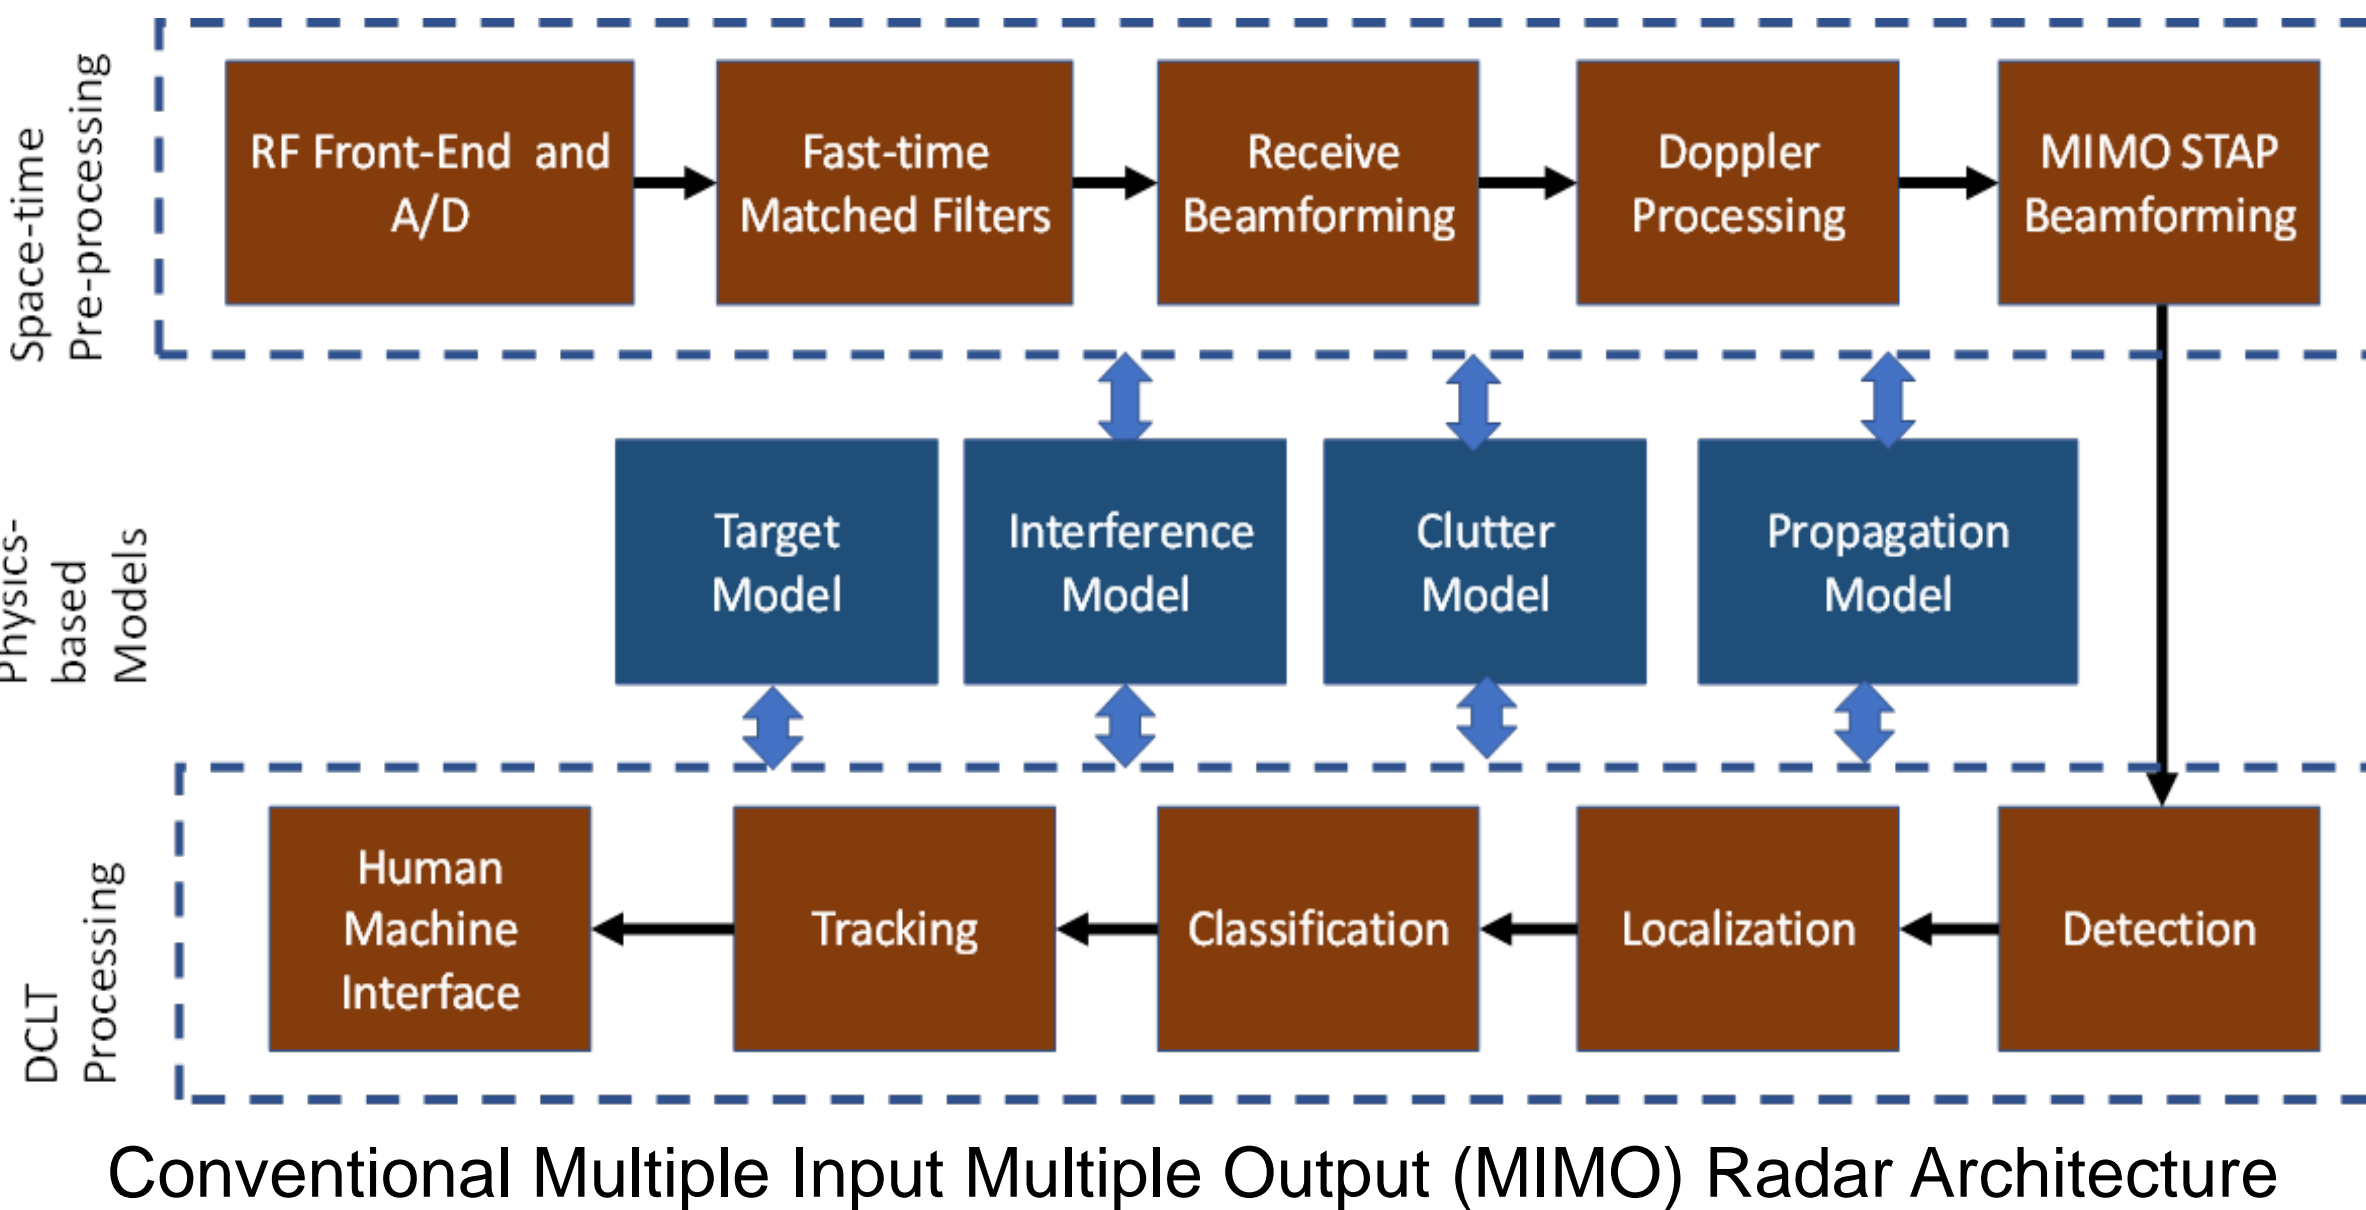 Space-time
Pre-processing
RF Front-End and
A/D
Fast-time
Matched Filters
Receive
Beamforming
Doppler
Processing
MIMO STAP
Beamforming
Physics-
based
Models
Target
Model
Interference
Model
Clutter
Model
Propagation
Model
DCLT
Processing
Human
Machine
Interface
Tracking
Classification
Localization
Detection
Conventional Multiple Input Multiple Output (MIMO) Radar Architecture